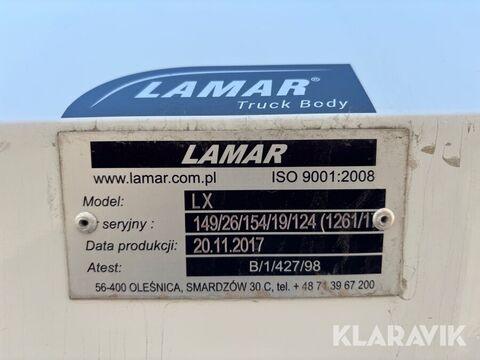 LAMAR®
Truck Body
LAMAR
www.lamar.com.pl ISO 9001:2008
Model: LX
seryjny : 149/26/154/19/124 (1261/1
Data produkcji: 20.11.2017
Atest: B/1/427/98
56-400 OLEŚNICA, SMARDZÓW 30 C, tel. + 48 71 39 67 200
KLARAVIK